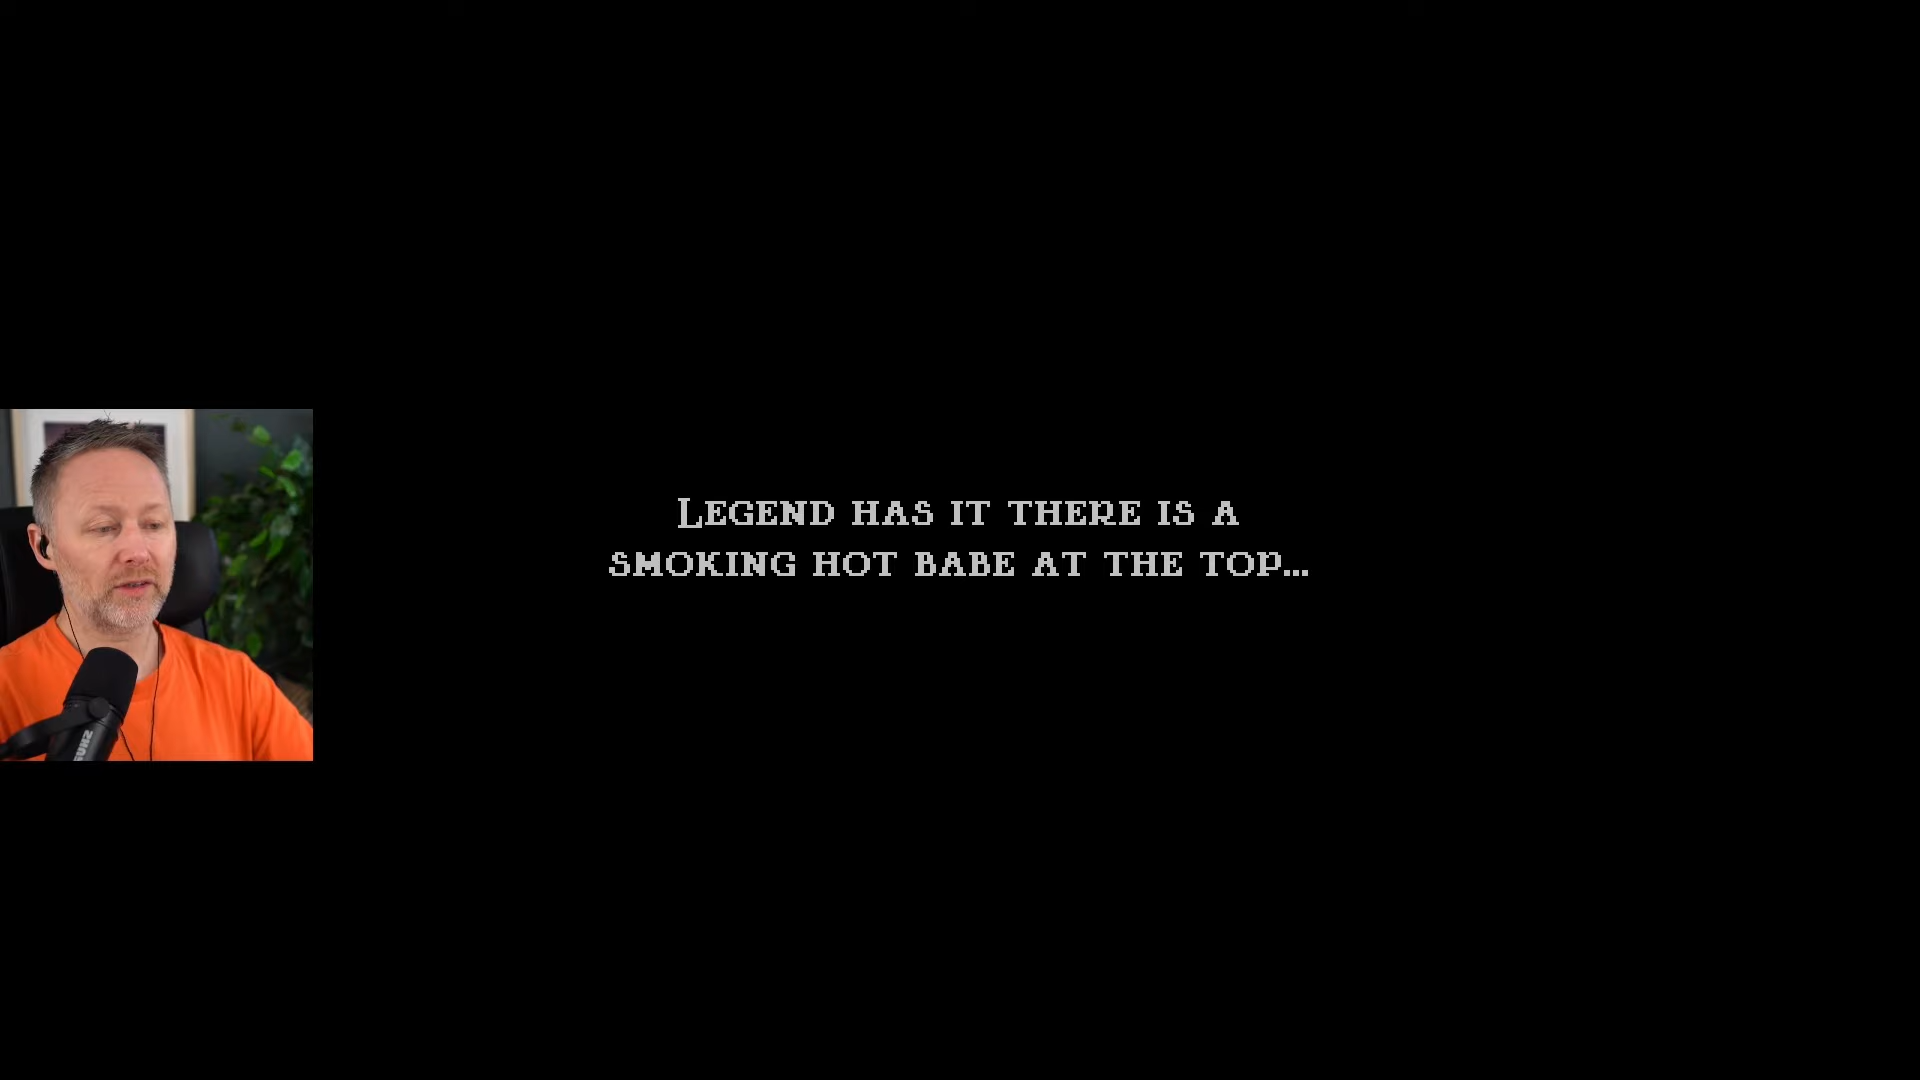 Legend has it there is a
smoking hot babe at the top...